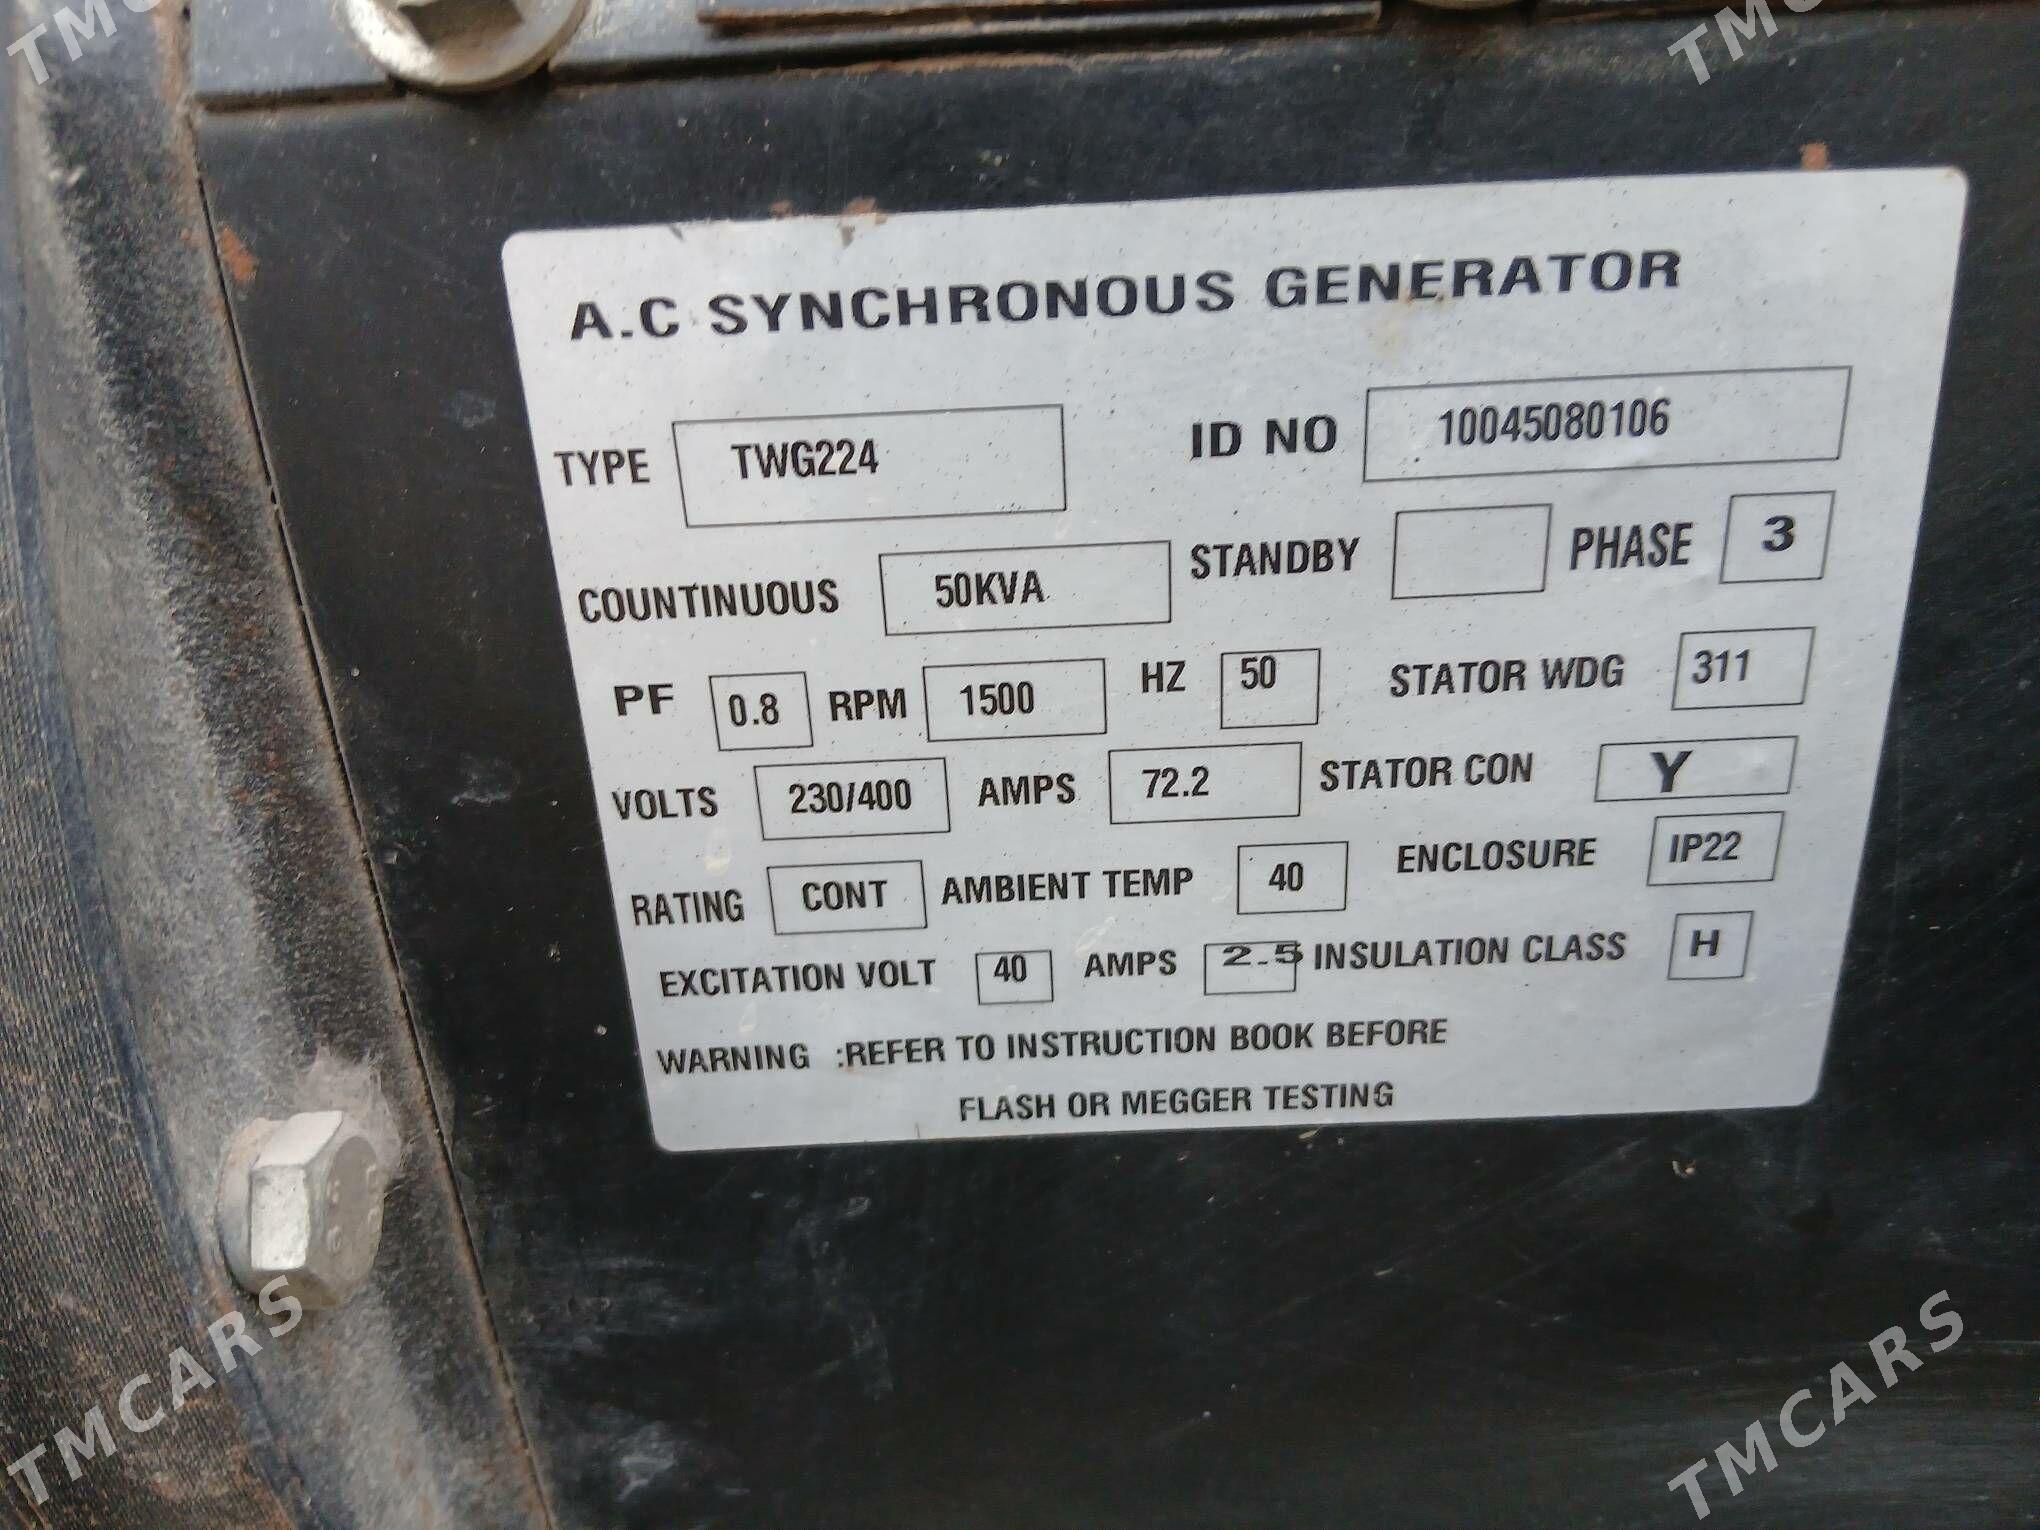 A.C SYNCHRONOUS GENERATOR
TYPE TWG224 ID NO 10045080106
COUNTINUOUS 50KVA STANDBY PHASE 3
PF 0.8 RPM 1500 HZ 50 STATOR WDG 311
VOLTS 230/400 AMPS 72.2 STATOR CON Y
RATING CONT AMBIENT TEMP 40 ENCLOSURE IP22
EXCITATION VOLT 40 AMPS 2.5 INSULATION CLASS H
WARNING :REFER TO INSTRUCTION BOOK BEFORE
FLASH OR MEGGER TESTING
TMCARS
TMCARS